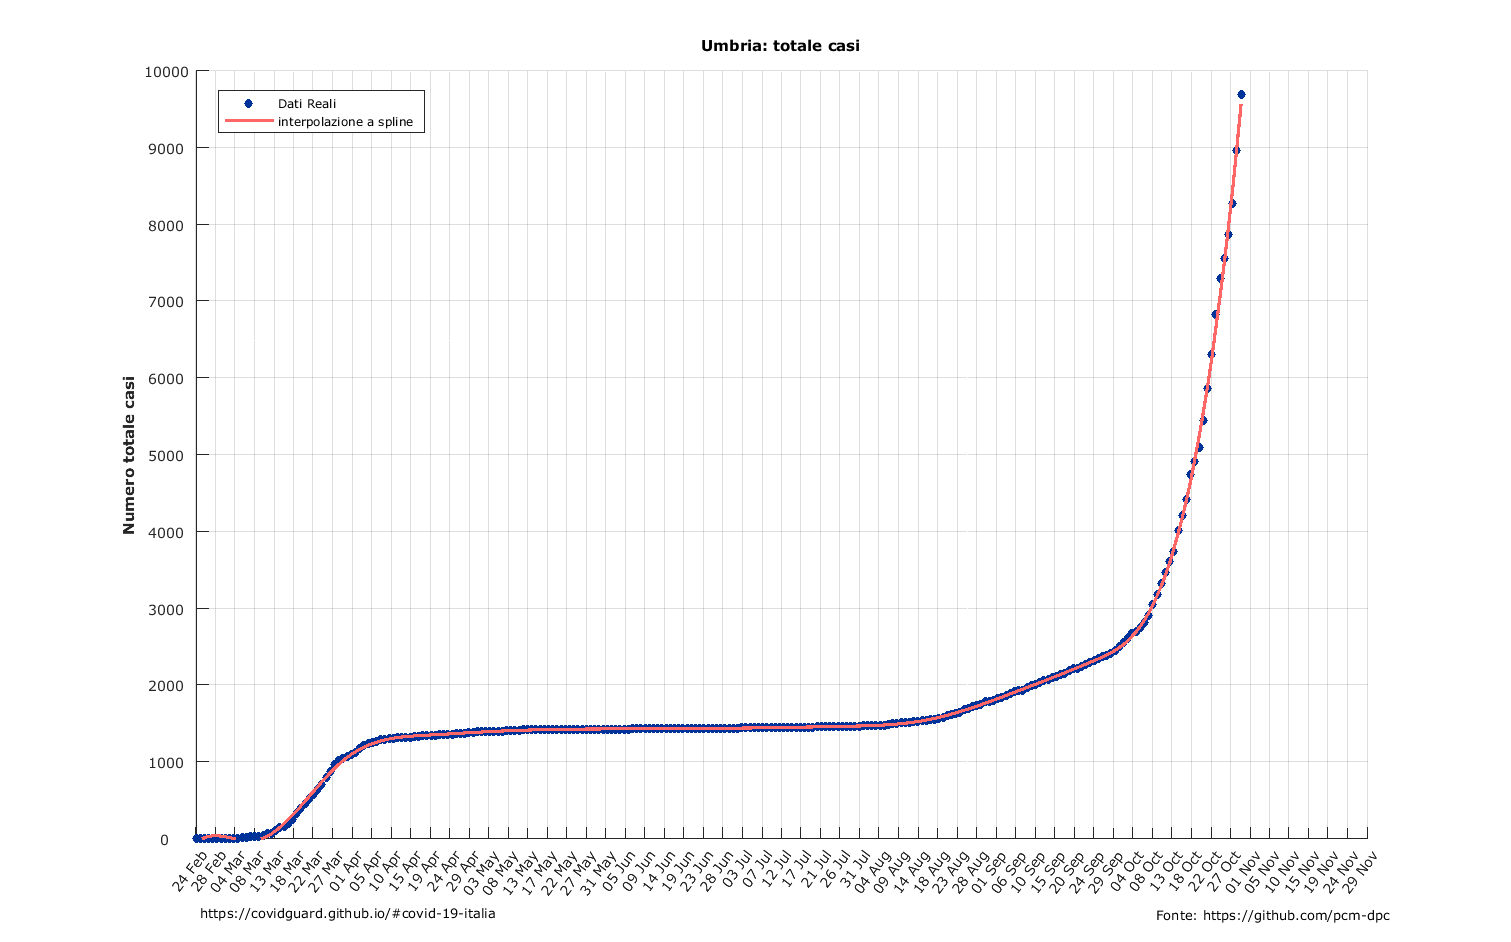 Umbria: totale casi
10000
9000
8000
7000
6000
5000
4000
3000
2000
1000
0
Dati Reali
interpolazione a spline
Numero totale casi
24 Feb
28 Feb
04 Mar
08 Mar
13 Mar
18 Mar
22 Mar
27 Mar
01 Apr
05 Apr
10 Apr
15 Apr
19 Apr
24 Apr
29 Apr
03 May
08 May
13 May
17 May
22 May
27 May
31 May
05 Jun
09 Jun
14 Jun
19 Jun
23 Jun
28 Jun
03 Jul
07 Jul
12 Jul
17 Jul
21 Jul
26 Jul
31 Jul
04 Aug
09 Aug
14 Aug
18 Aug
23 Aug
28 Aug
01 Sep
06 Sep
10 Sep
15 Sep
20 Sep
24 Sep
29 Sep
04 Oct
08 Oct
13 Oct
18 Oct
22 Oct
27 Oct
01 Nov
05 Nov
10 Nov
15 Nov
19 Nov
24 Nov
29 Nov
https://covidguard.github.io/#covid-19-italia
Fonte: https://github.com/pcm-dpc